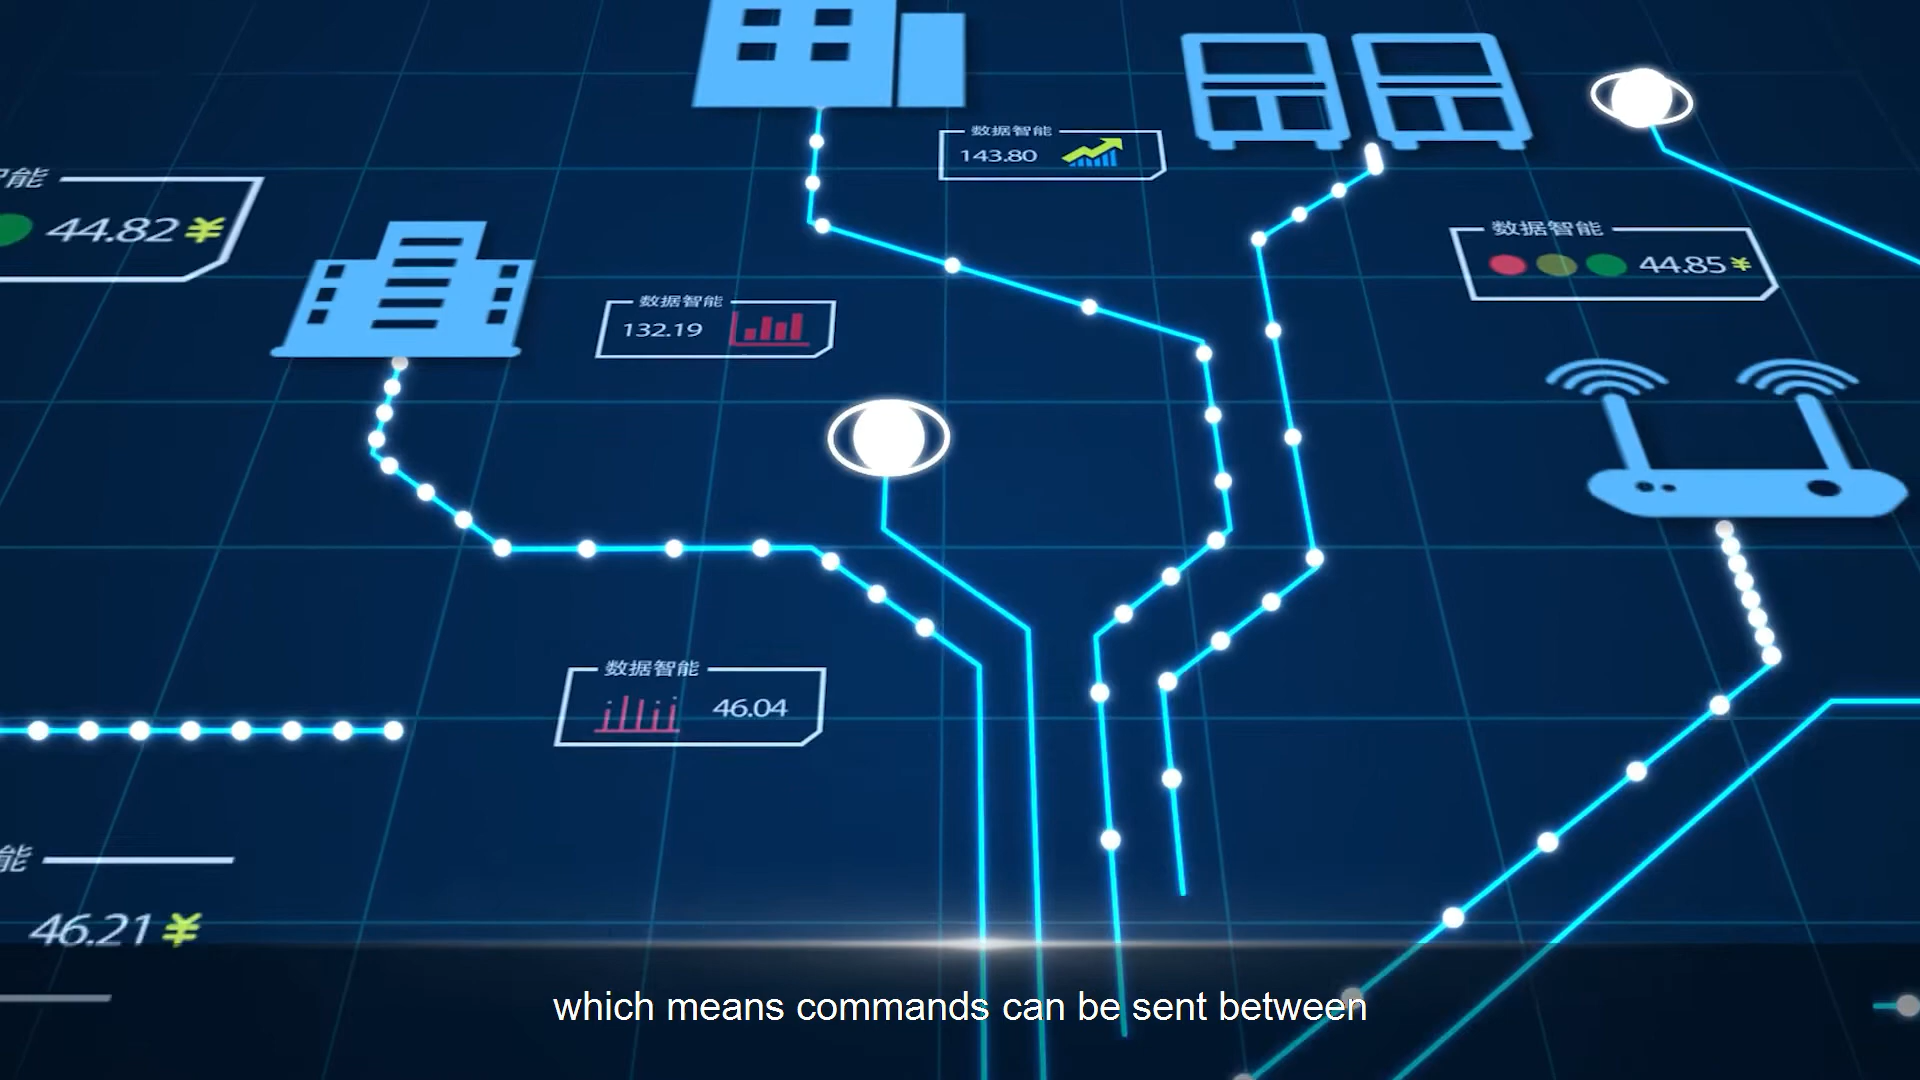 数据智能
143.80
智能
44.82 ¥
数据智能
44.85 ¥
数据智能
132.19
数据智能
46.04
能
46.21 ¥
which means commands can be sent between